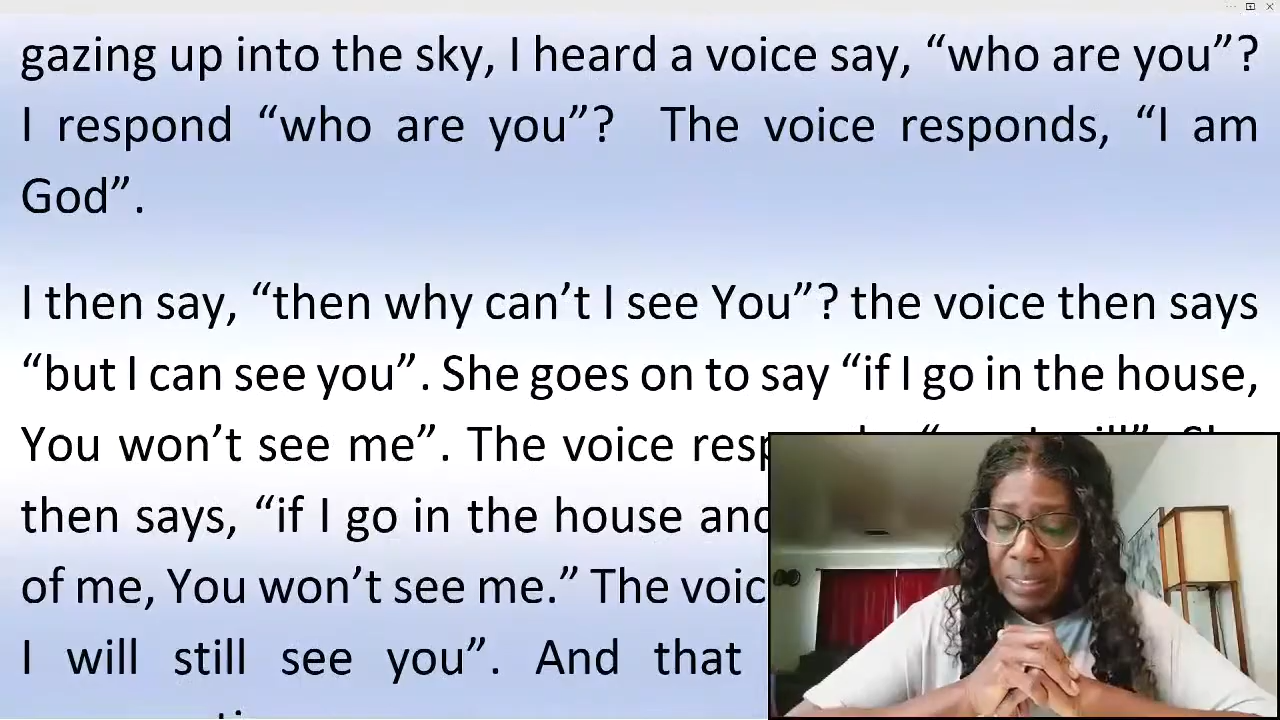 gazing up into the sky, I heard a voice say, “who are you”?
I respond “who are you”? The voice responds, “I am
God”.
I then say, “then why can’t I see You”? the voice then says
“but I can see you”. She goes on to say “if I go in the house,
You won’t see me”. The voice
then says, “if I go in the house and
of me, You won’t see me.” The
I will still see you”. And that